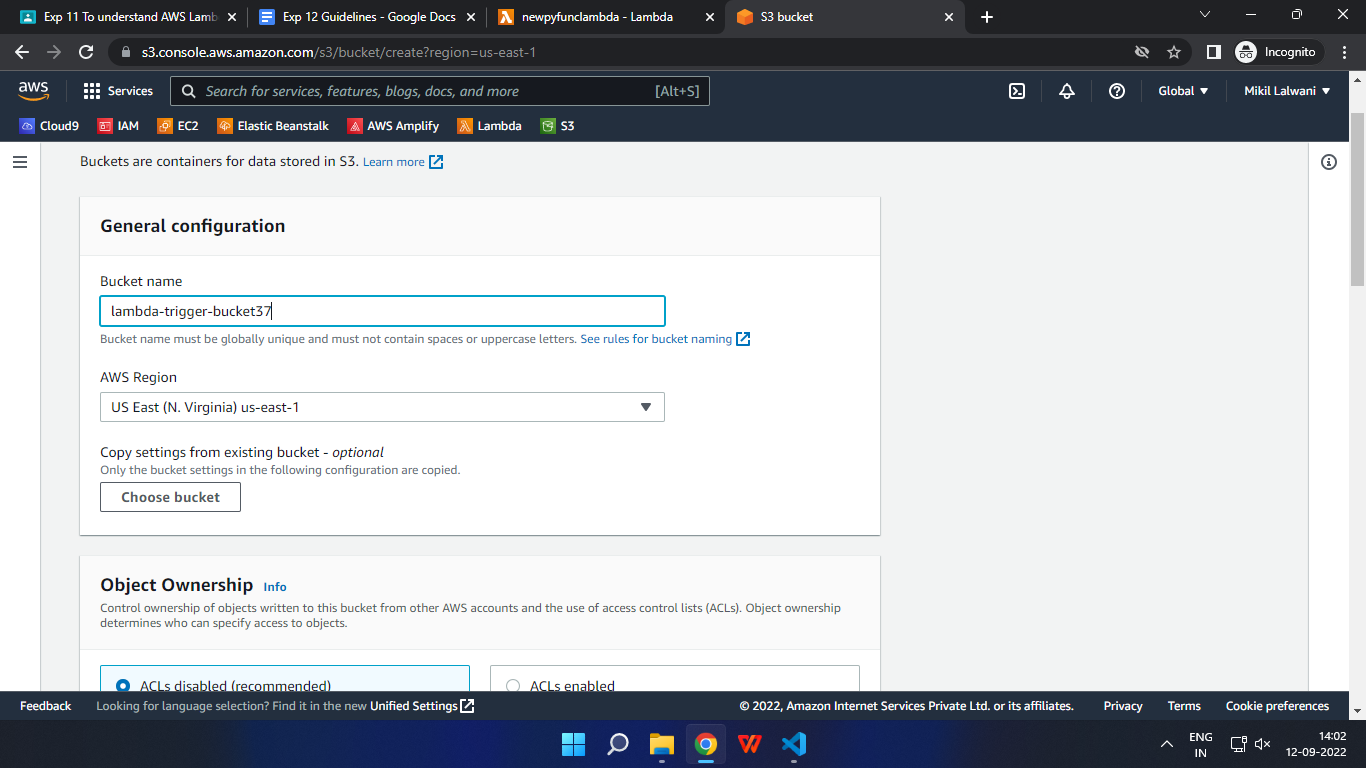 Exp 11 To understand AWS Lamb
Exp 12 Guidelines - Google Docs
newpyfunclambda - Lambda
S3 bucket
s3.console.aws.amazon.com/s3/bucket/create?region=us-east-1
Incognito
aws
Services
Search for services, features, blogs, docs, and more
[Alt+S]
Global
Mikil Lalwani
Cloud9
IAM
EC2
Elastic Beanstalk
AWS Amplify
Lambda
S3
Buckets are containers for data stored in S3. Learn more
General configuration
Bucket name
lambda-trigger-bucket37
Bucket name must be globally unique and must not contain spaces or uppercase letters. See rules for bucket naming
AWS Region
US East (N. Virginia) us-east-1
Copy settings from existing bucket - optional
Only the bucket settings in the following configuration are copied.
Choose bucket
Object Ownership Info
Control ownership of objects written to this bucket from other AWS accounts and the use of access control lists (ACLs). Object ownership
determines who can specify access to objects.
ACLs disabled (recommended)
ACLs enabled
Feedback
Looking for language selection? Find it in the new Unified Settings
© 2022, Amazon Internet Services Private Ltd. or its affiliates.
Privacy
Terms
Cookie preferences
ENG
IN
14:02
12-09-2022